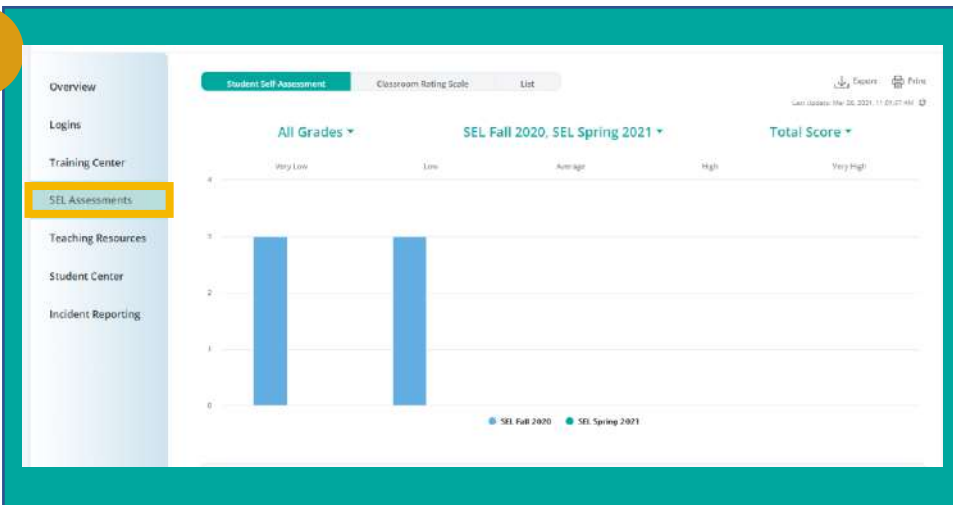 Overview
Logins
Training Center
SEL Assessments
Teaching Resources
Student Center
Incident Reporting
Student Self-Assessment Classroom Rating Scale List
Export Print
All Grades SEL Fall 2020, SEL Spring 2021 Total Score
Very Low Low Average High Very High
4
3
2
1
0
SEL Fall 2020 SEL Spring 2021